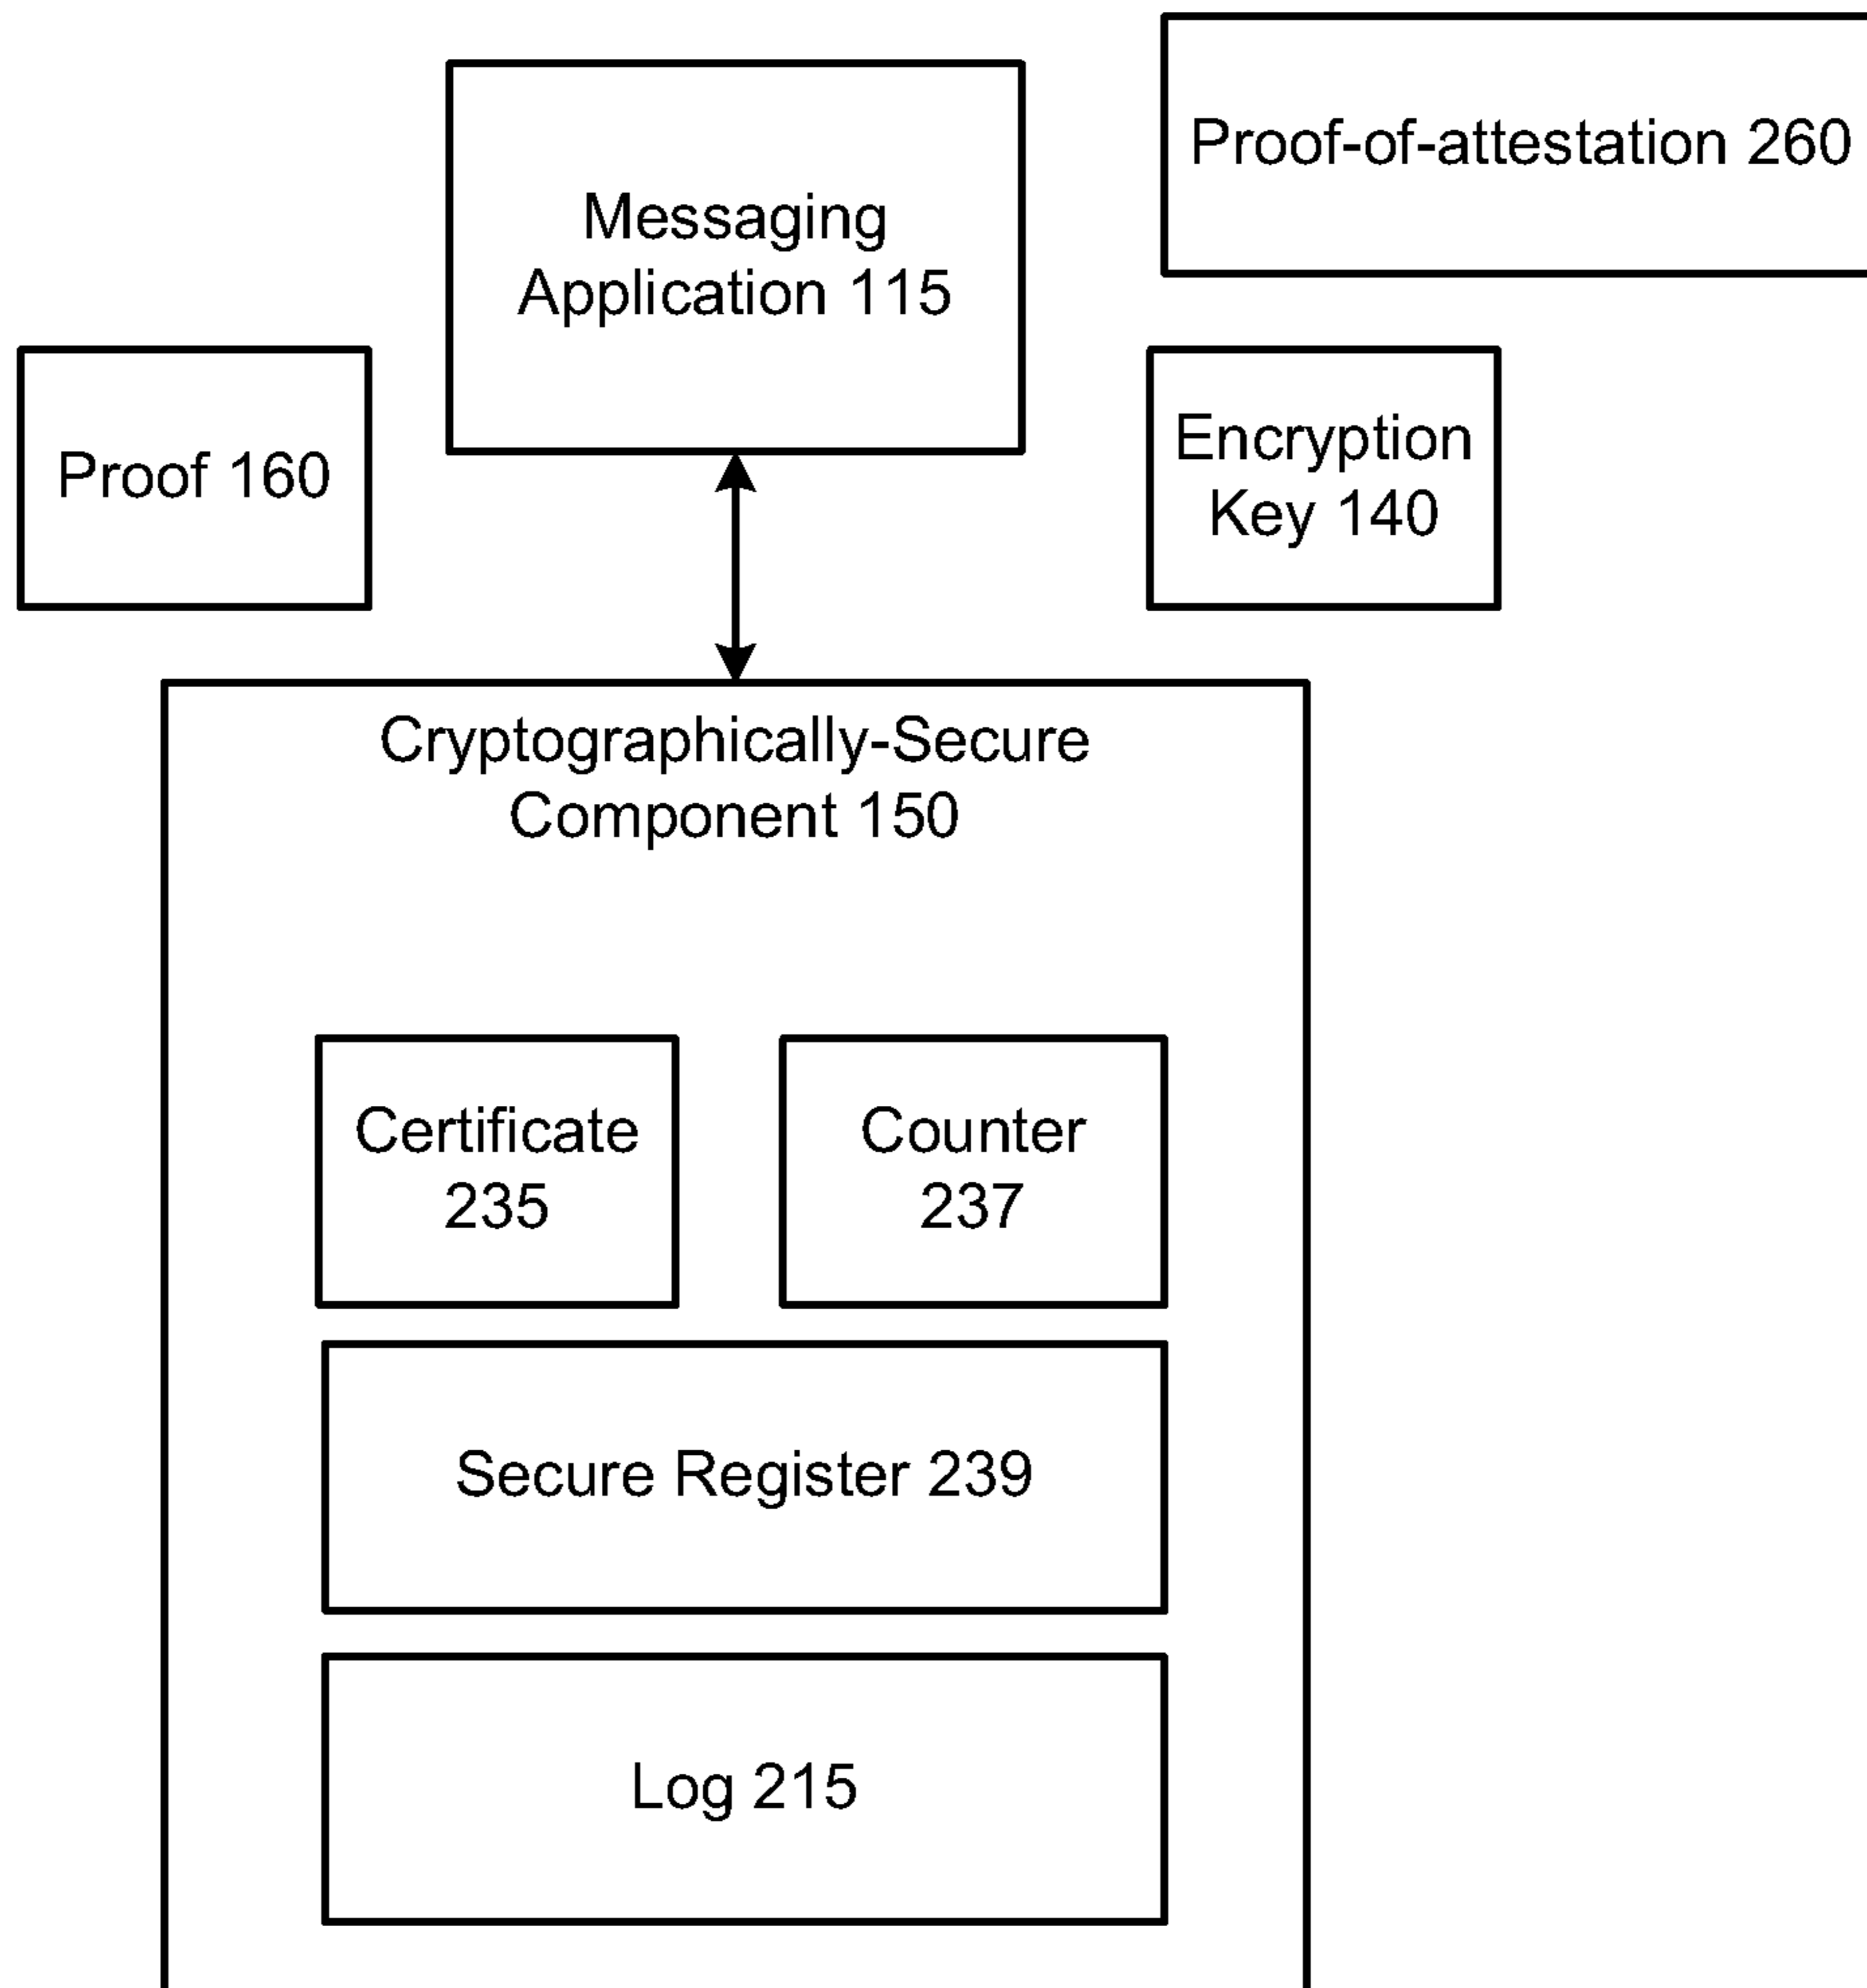 Proof-of-attestation 260
Messaging
Application 115
Proof 160
Encryption
Key 140
Cryptographically-Secure
Component 150
Certificate
235
Counter
237
Secure Register 239
Log 215